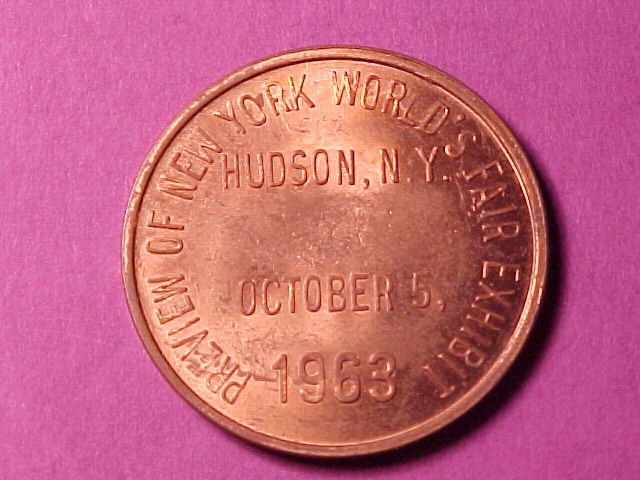 PREVIEW OF NEW YORK WORLD'S FAIR EXHIBIT
HUDSON, N.Y.
OCTOBER 5,
1963